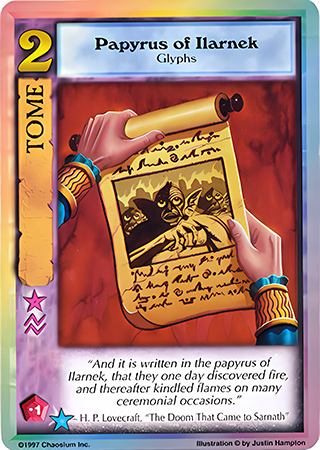 2
Papyrus of Ilarnek
Glyphs
TOME
"And it is written in the papyrus of
Ilarnek, that they one day discovered fire,
and thereafter kindled flames on many
ceremonial occasions."
- H. P. Lovecraft, "The Doom That Came to Sarnath"
-1
©1997 Chaosium Inc.
Illustration © by Justin Hampton